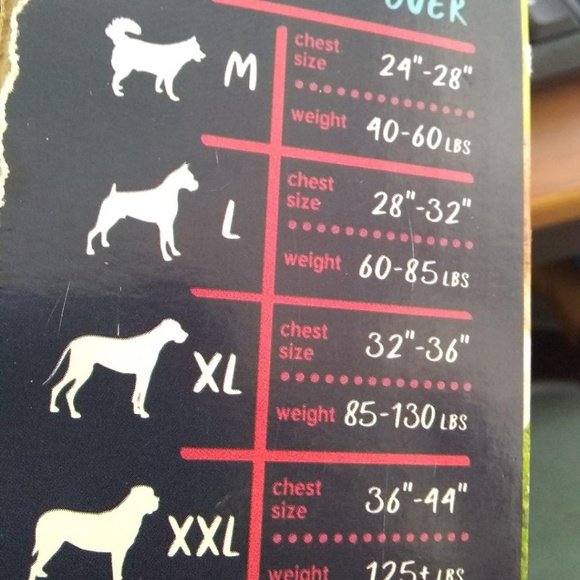 OVER
M
chest
size 24"-28"
weight 40-60 LBS
L
chest
size 28"-32"
weight 60-85 LBS
XL
chest
size 32"-36"
weight 85-130 LBS
XXL
chest
size 36"-44"
weight 125+ LBS